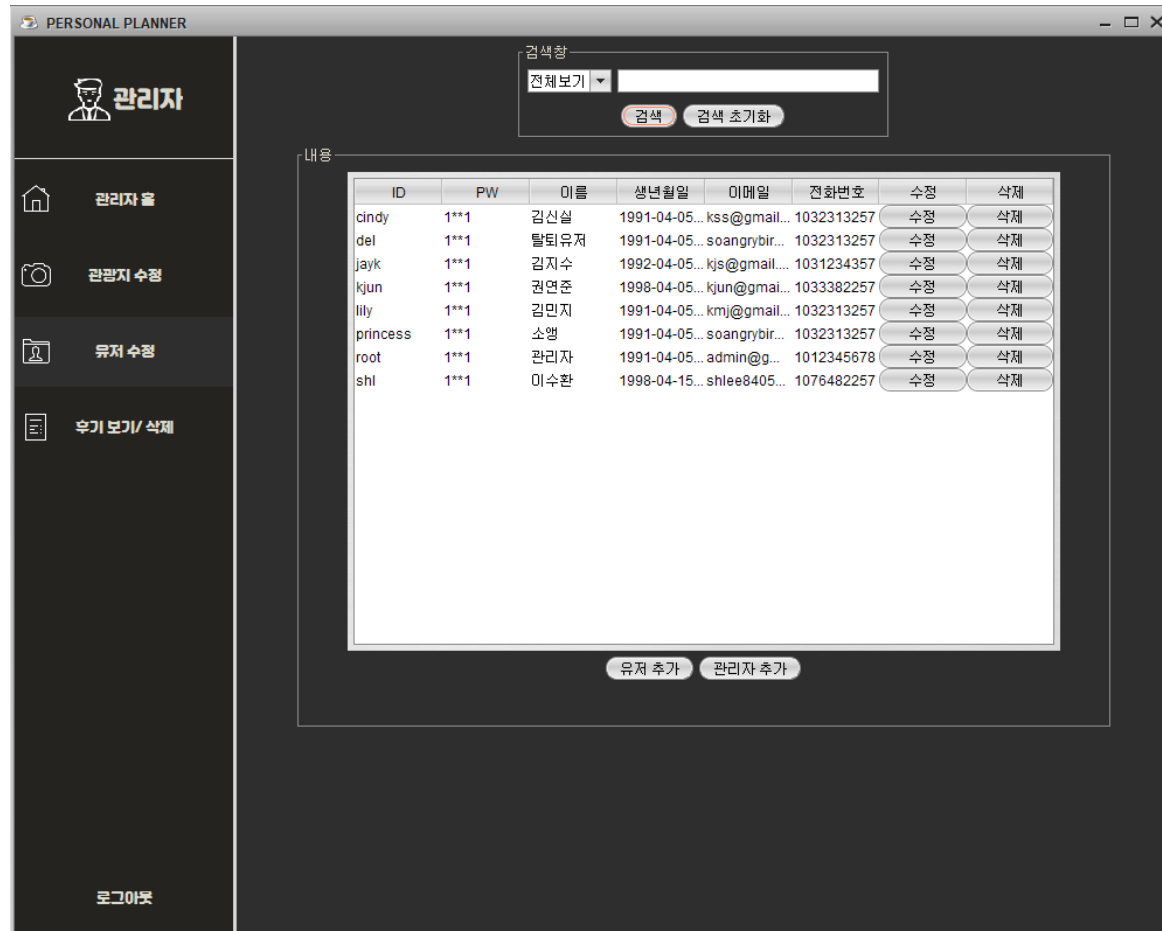 PERSONAL PLANNER
관리자
관리자 홈
관광지 수정
유저 수정
후기 보기/ 삭제
로그아웃
검색창
전체보기
검색 검색 초기화
내용
ID PW 이름 생년월일 이메일 전화번호 수정 삭제
cindy 1**1 김신실 1991-04-05... kss@gmail... 1032313257 수정 삭제
del 1**1 탈퇴유저 1991-04-05... soangrybir... 1032313257 수정 삭제
jayk 1**1 김지수 1992-04-05... kjs@gmail.... 1031234357 수정 삭제
kjun 1**1 권연준 1998-04-05... kjun@gmai... 1033382257 수정 삭제
lily 1**1 김민지 1991-04-05... kmj@gmail... 1032313257 수정 삭제
princess 1**1 소앵 1991-04-05... soangrybir... 1032313257 수정 삭제
root 1**1 관리자 1991-04-05... admin@g... 1012345678 수정 삭제
shl 1**1 이수환 1998-04-15... shlee8405... 1076482257 수정 삭제
유저 추가 관리자 추가